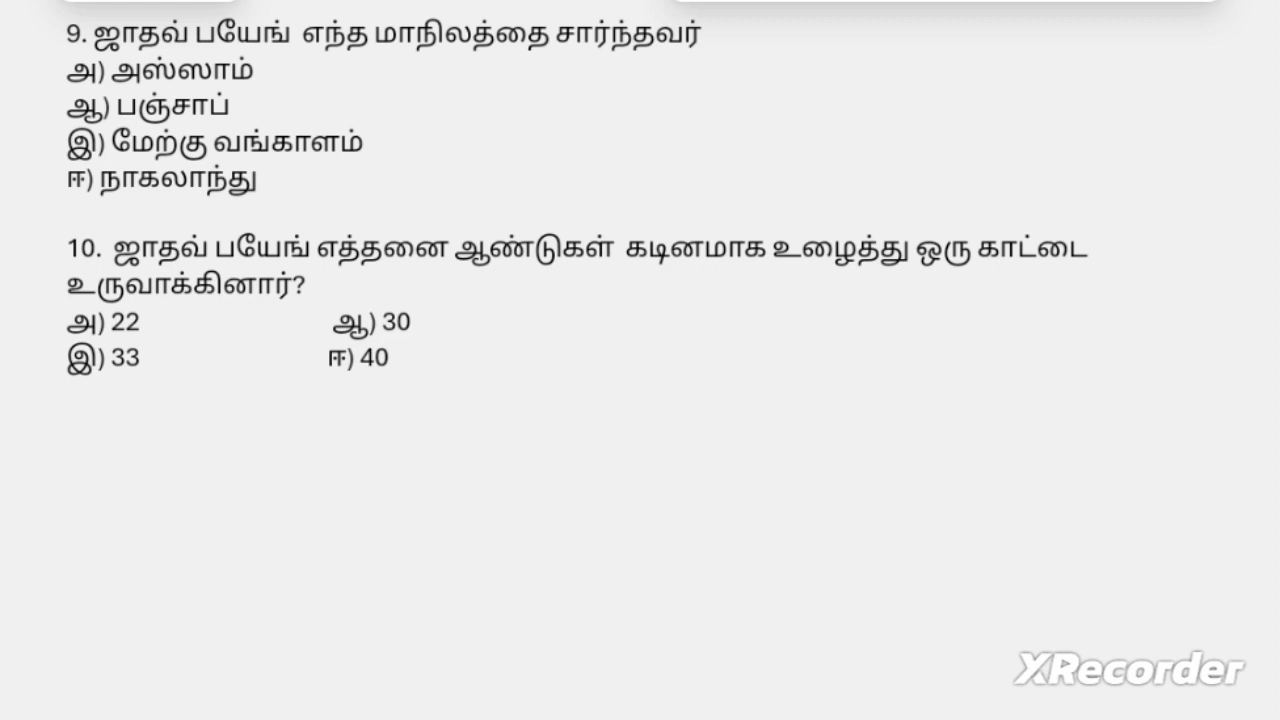 9. ஜாதவ் பயேங் எந்த மாநிலத்தை சார்ந்தவர்
அ) அஸ்ஸாம்
ஆ) பஞ்சாப்
இ) மேற்கு வங்காளம்
ஈ) நாகலாந்து
10. ஜாதவ் பயேங் எத்தனை ஆண்டுகள் கடினமாக உழைத்து ஒரு காட்டை
உருவாக்கினார்?
அ) 22 ஆ) 30
இ) 33 ஈ) 40
XRecorder